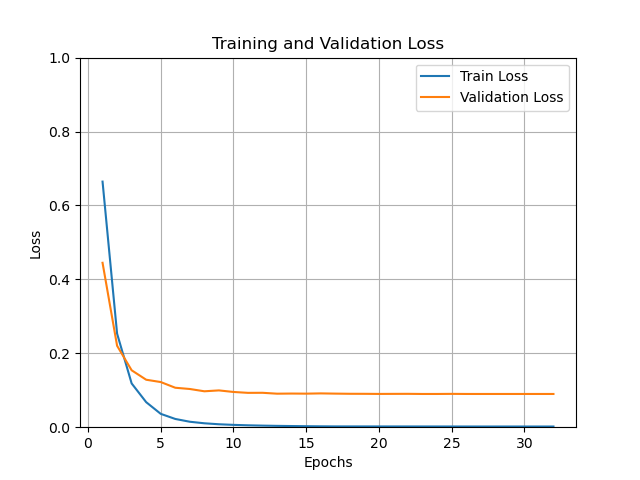 Training and Validation Loss
Train Loss
Validation Loss
Loss
1.0
0.8
0.6
0.4
0.2
0.0
0 5 10 15 20 25 30
Epochs